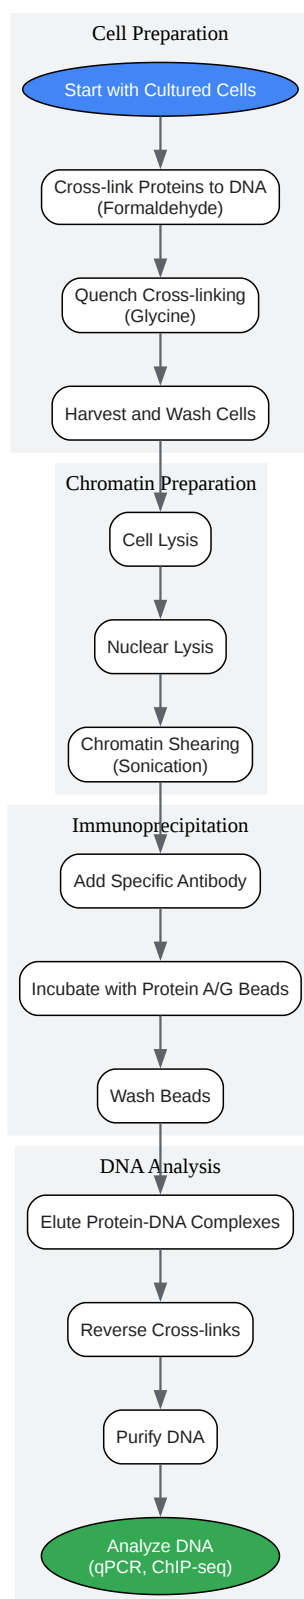 Cell Preparation
Start with Cultured Cells
Cross-link Proteins to DNA
(Formaldehyde)
Quench Cross-linking
(Glycine)
Harvest and Wash Cells
Chromatin Preparation
Cell Lysis
Nuclear Lysis
Chromatin Shearing
(Sonication)
Immunoprecipitation
Add Specific Antibody
Incubate with Protein A/G Beads
Wash Beads
DNA Analysis
Elute Protein-DNA Complexes
Reverse Cross-links
Purify DNA
Analyze DNA
(qPCR, ChIP-seq)